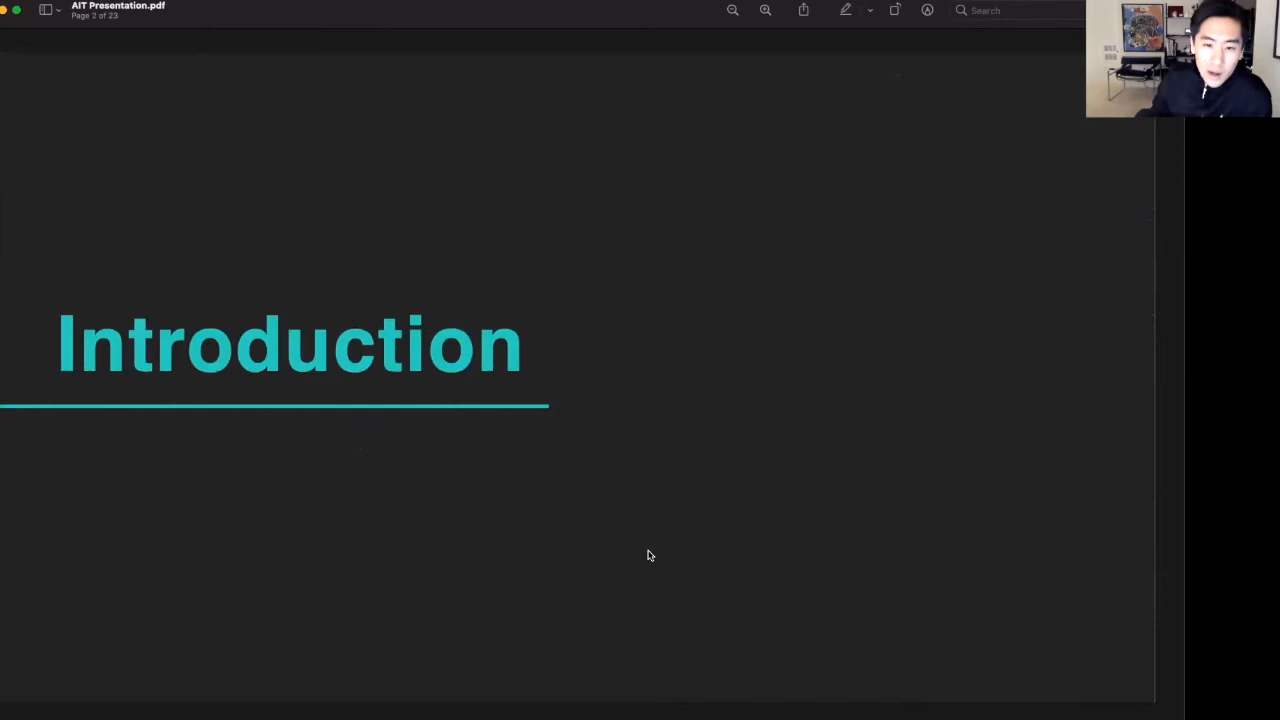 AIT Presentation.pdf
Page 2 of 23
Search
Introduction